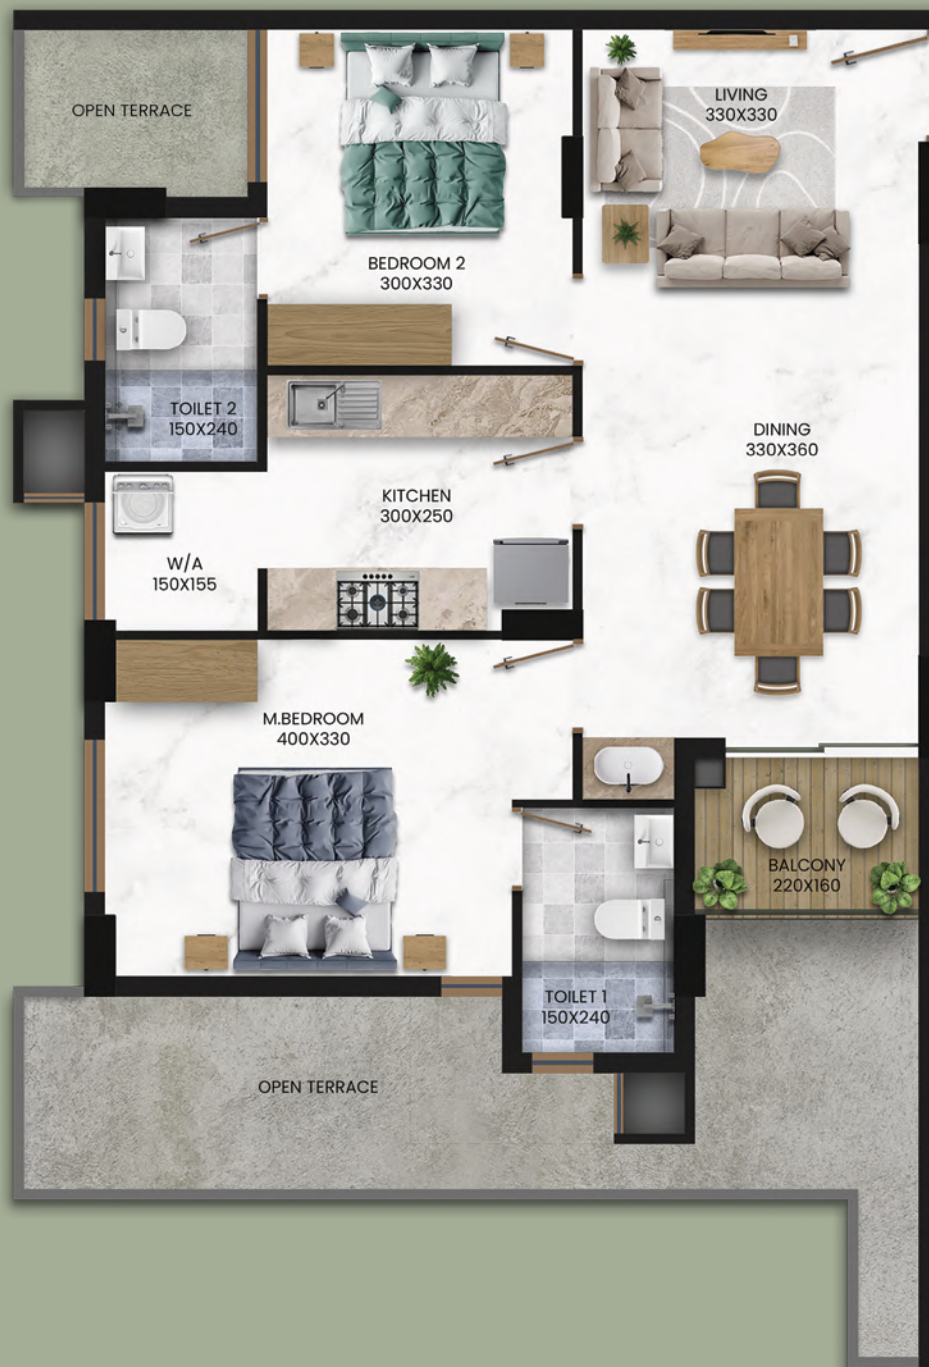 OPEN TERRACE
LIVING
330X330
BEDROOM 2
300X330
TOILET 2
150X240
DINING
330X360
KITCHEN
300X250
W/A
150X155
M.BEDROOM
400X330
BALCONY
220X160
TOILET 1
150X240
OPEN TERRACE